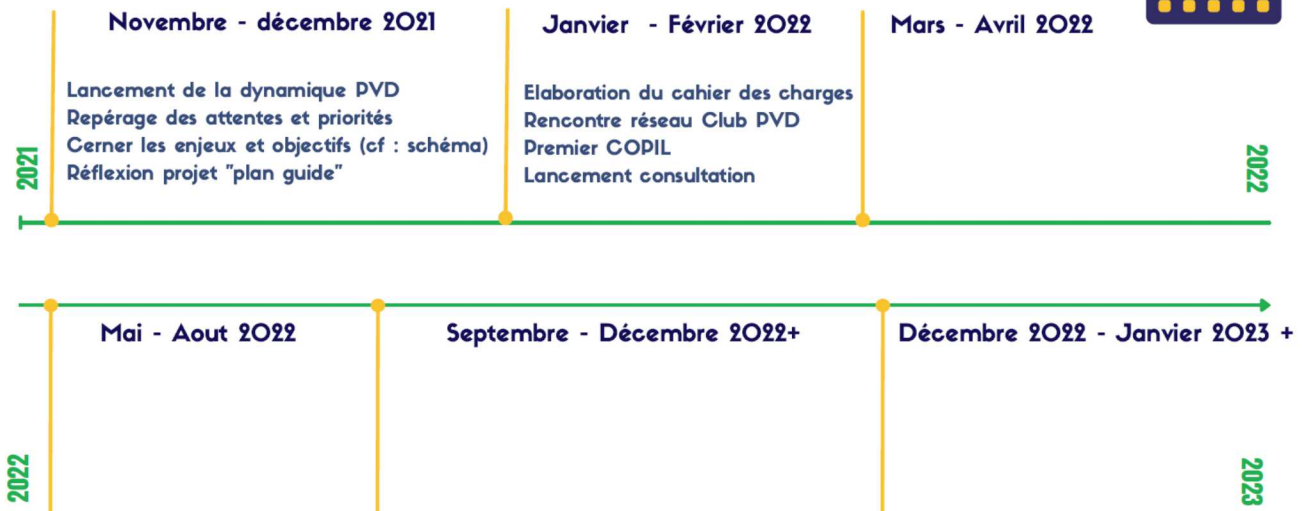 Novembre - décembre 2021
Janvier - Février 2022
Mars - Avril 2022
Lancement de la dynamique PVD
Repérage des attentes et priorités
Cerner les enjeux et objectifs (cf : schéma)
Réflexion projet "plan guide"
Elaboration du cahier des charges
Rencontre réseau Club PVD
Premier COPIL
Lancement consultation
2021
2022
Mai - Aout 2022
Septembre - Décembre 2022+
Décembre 2022 - Janvier 2023 +
2022
2023